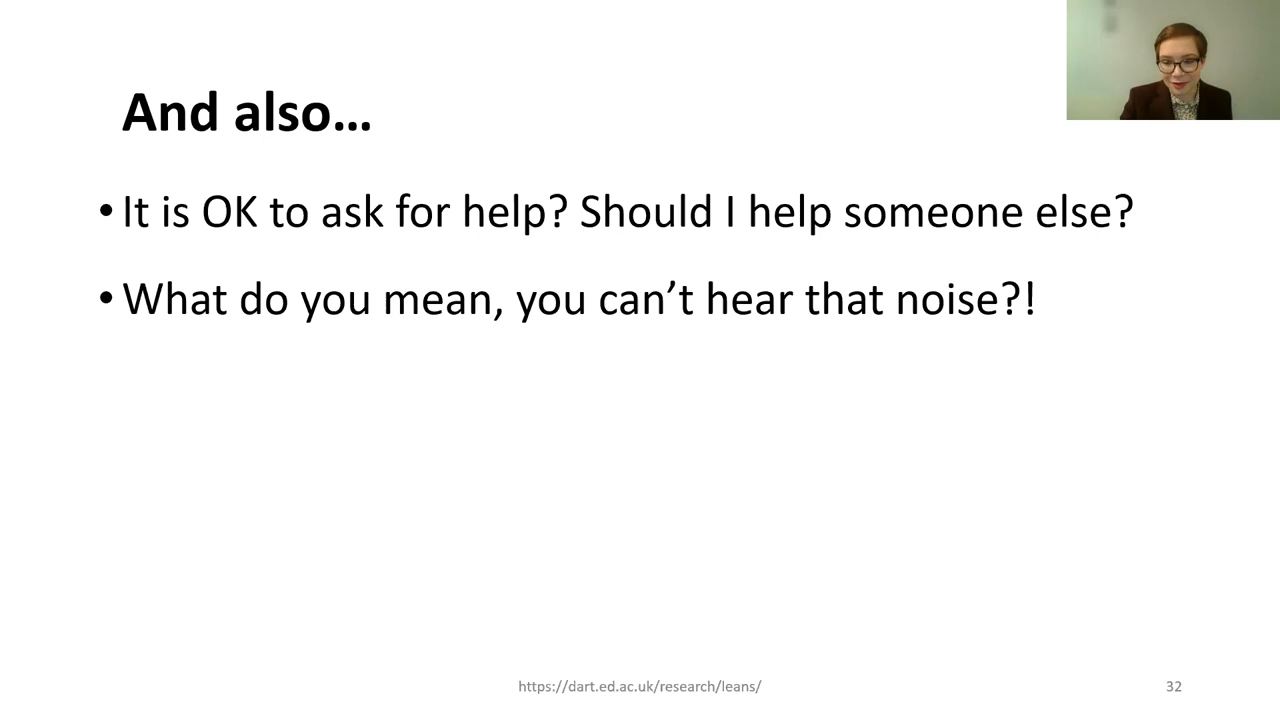 And also…
• It is OK to ask for help? Should I help someone else?
• What do you mean, you can’t hear that noise?!
https://dart.ed.ac.uk/research/leans/
32